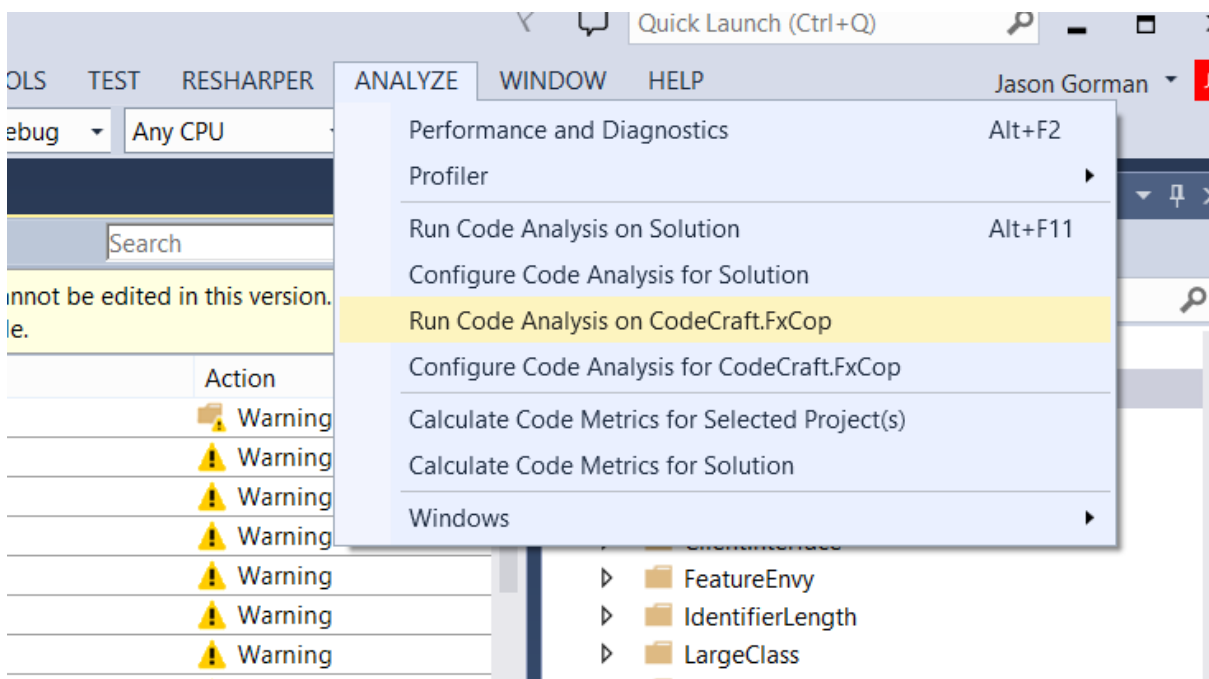 Quick Launch (Ctrl+Q)
OLS TEST RESHARPER ANALYZE WINDOW HELP Jason Gorman
ebug Any CPU
Performance and Diagnostics Alt+F2
Profiler
Run Code Analysis on Solution Alt+F11
Search
Configure Code Analysis for Solution
nnot be edited in this version.
Run Code Analysis on CodeCraft.FxCop
le.
Configure Code Analysis for CodeCraft.FxCop
Action
Calculate Code Metrics for Selected Project(s)
Warning
Calculate Code Metrics for Solution
Warning
Warning
Windows
Warning
ClientInterface
Warning
FeatureEnvy
Warning
IdentifierLength
Warning
LargeClass